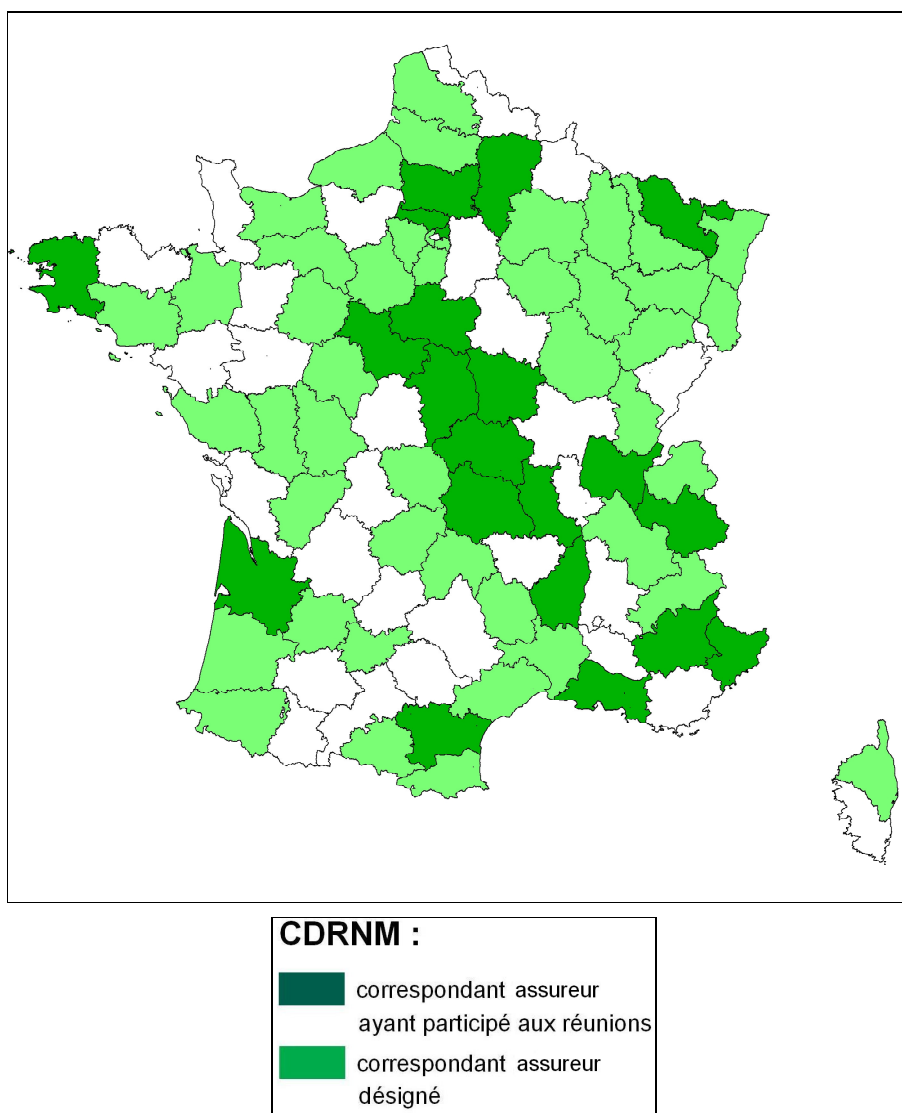 CDRNM :
correspondant assureur
ayant participé aux réunions
correspondant assureur
désigné